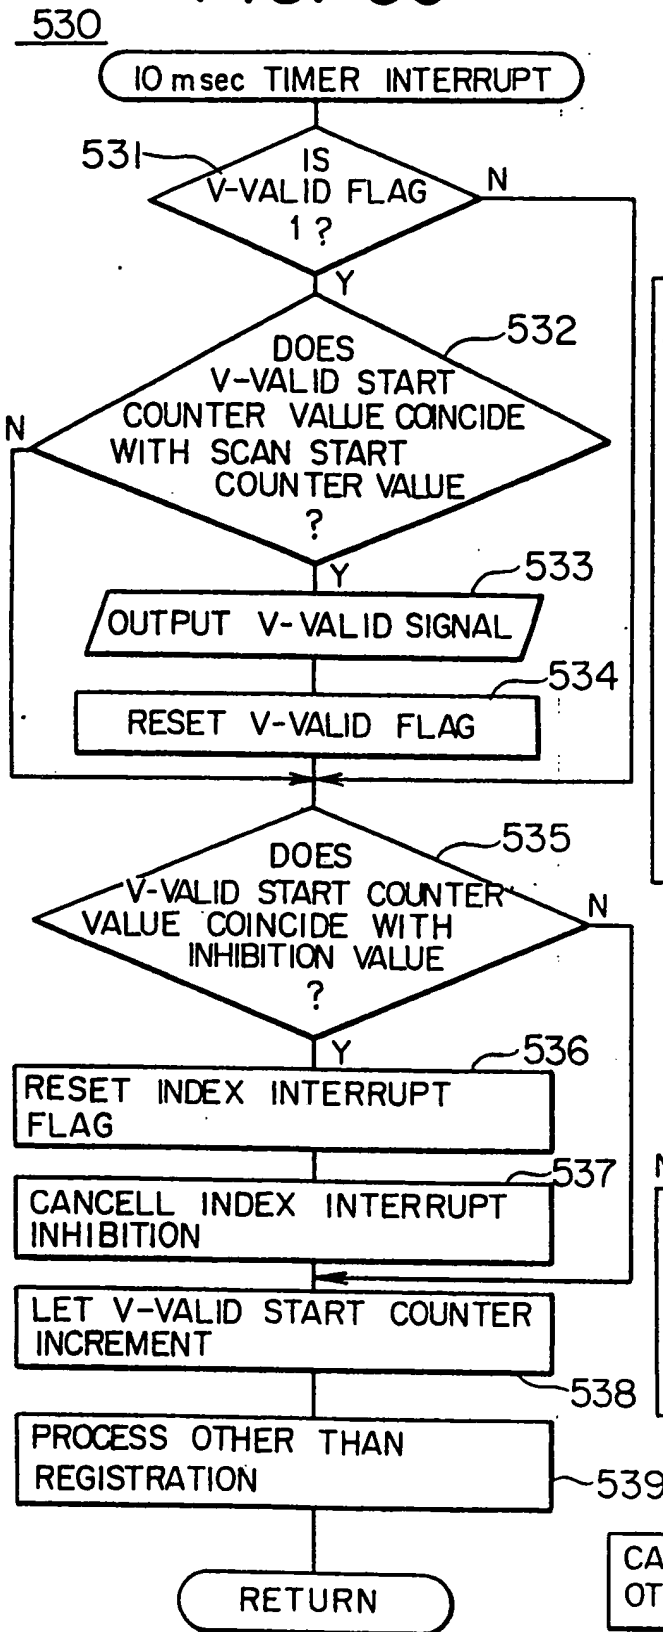 530
10 msec TIMER INTERRUPT
531
IS
V-VALID FLAG
1 ?
N
Y
532
DOES
V-VALID START
COUNTER VALUE COINCIDE
WITH SCAN START
COUNTER VALUE
?
N
Y
533
OUTPUT V-VALID SIGNAL
534
RESET V-VALID FLAG
535
DOES
V-VALID START COUNTER
VALUE COINCIDE WITH
INHIBITION VALUE
?
N
Y
536
RESET INDEX INTERRUPT
FLAG
537
CANCELL INDEX INTERRUPT
INHIBITION
LET V-VALID START COUNTER
INCREMENT
538
PROCESS OTHER THAN
REGISTRATION
539
RETURN
CA
OT